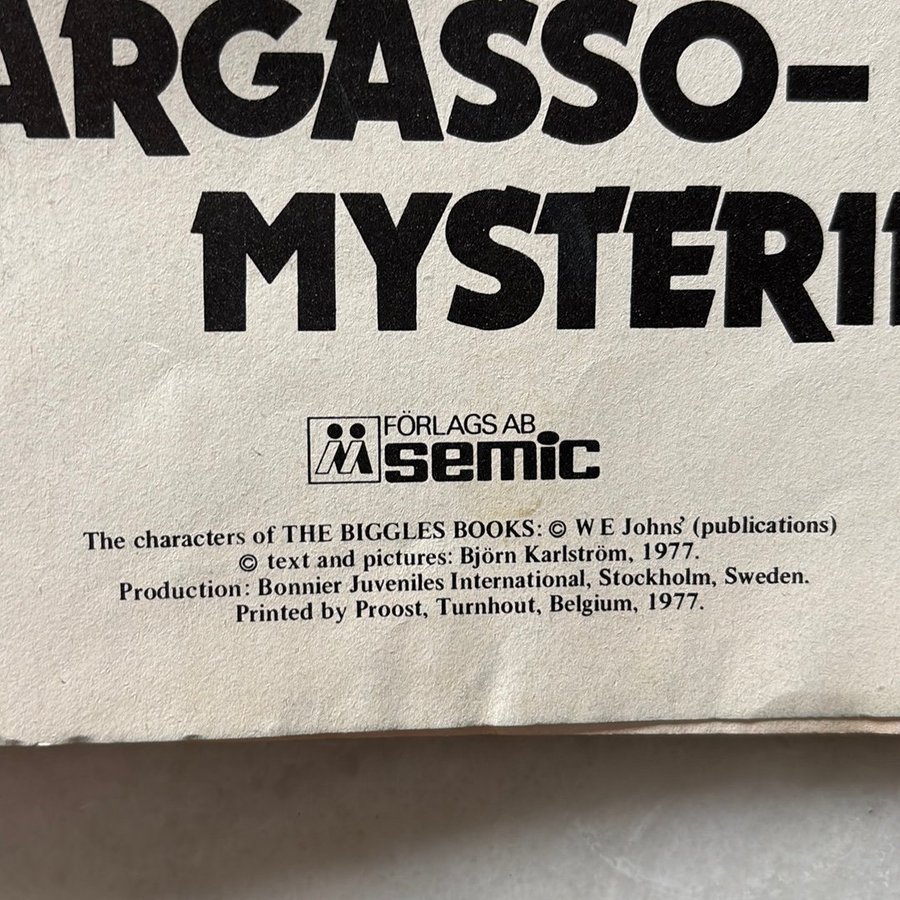 ARGASSO-
MYSTERI
FÖRLAGS AB
semic
The characters of THE BIGGLES BOOKS: © W E Johns' (publications)
© text and pictures: Björn Karlström, 1977.
Production: Bonnier Juveniles International, Stockholm, Sweden.
Printed by Proost, Turnhout, Belgium, 1977.